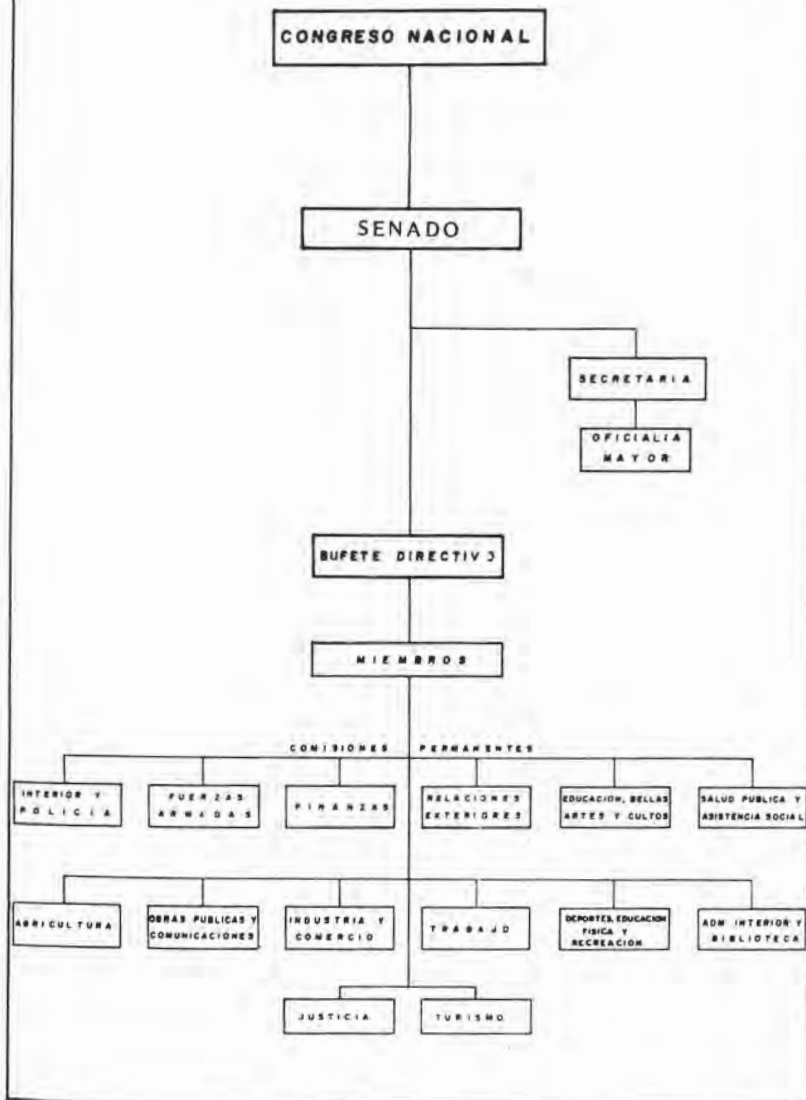 CONGRESO NACIONAL
SENADO
SECRETARIA
OFICIALIA
MAYOR
BUFETE DIRECTIVO
MIEMBROS
COMISIONES PERMANENTES
INTERIOR Y
POLICIA
FUERZAS
ARMADAS
FINANZAS
RELACIONES
EXTERIORES
EDUCACION, BELLAS
ARTES Y CULTOS
SALUD PUBLICA Y
ASISTENCIA SOCIAL
AGRICULTURA
OBRAS PUBLICAS Y
COMUNICACIONES
INDUSTRIA Y
COMERCIO
TRABAJO
DEPORTES, EDUCACION
FISICA Y
RECREACION
ADM INTERIOR Y
BIBLIOTECA
JUSTICIA
TURISMO